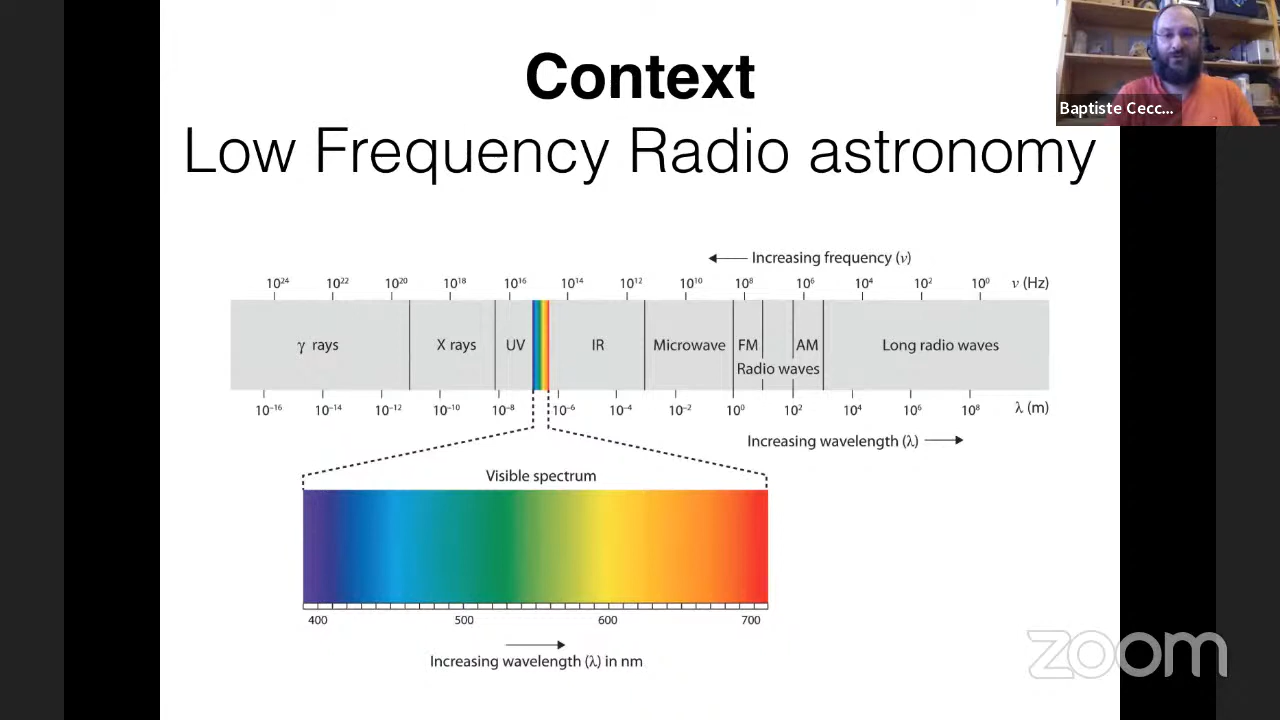 Context
Low Frequency Radio astronomy
Baptiste Cecc...
Increasing frequency (ν)
10²⁴ 10²² 10²⁰ 10¹⁸ 10¹⁶ 10¹⁴ 10¹² 10¹⁰ 10⁸ 10⁶ 10⁴ 10² 10⁰ ν (Hz)
γ rays X rays UV IR Microwave FM AM Long radio waves
Radio waves
10⁻¹⁶ 10⁻¹⁴ 10⁻¹² 10⁻¹⁰ 10⁻⁸ 10⁻⁶ 10⁻⁴ 10⁻² 10⁰ 10² 10⁴ 10⁶ 10⁸ λ (m)
Increasing wavelength (λ)
Visible spectrum
400 500 600 700
Increasing wavelength (λ) in nm
zoom